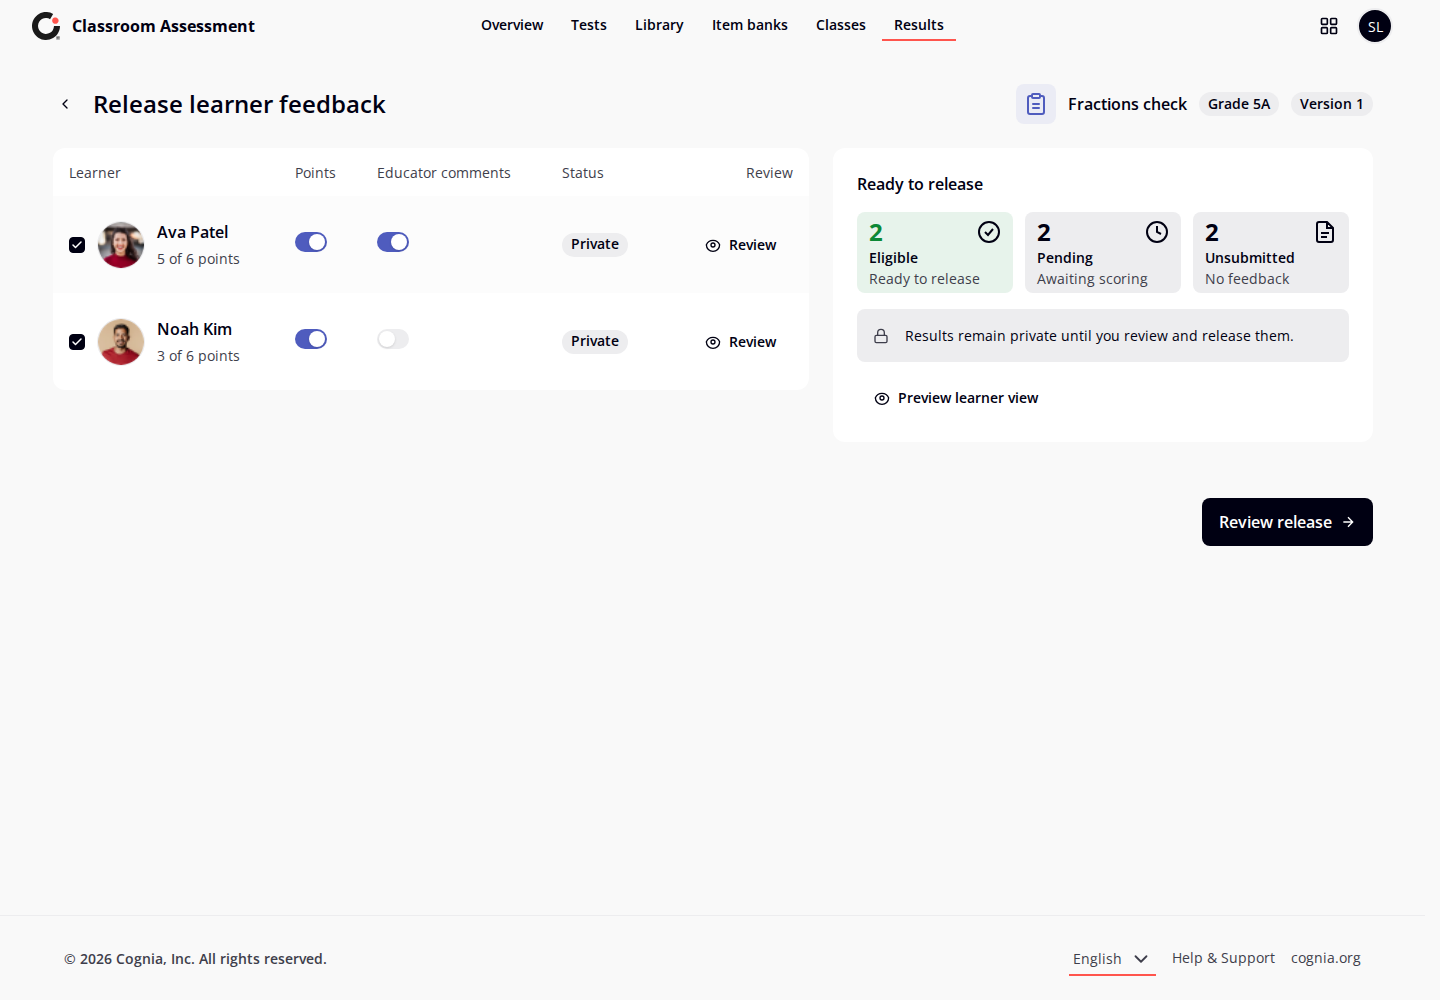 Classroom Assessment
Overview
Tests
Library
Item banks
Classes
Results
SL
Release learner feedback
Fractions check
Grade 5A
Version 1
Learner
Points
Educator comments
Status
Review
Ava Patel
5 of 6 points
Private
Review
Noah Kim
3 of 6 points
Private
Review
Ready to release
2
Eligible
Ready to release
2
Pending
Awaiting scoring
2
Unsubmitted
No feedback
Results remain private until you review and release them.
Preview learner view
Review release
© 2026 Cognia, Inc. All rights reserved.
English
Help & Support
cognia.org